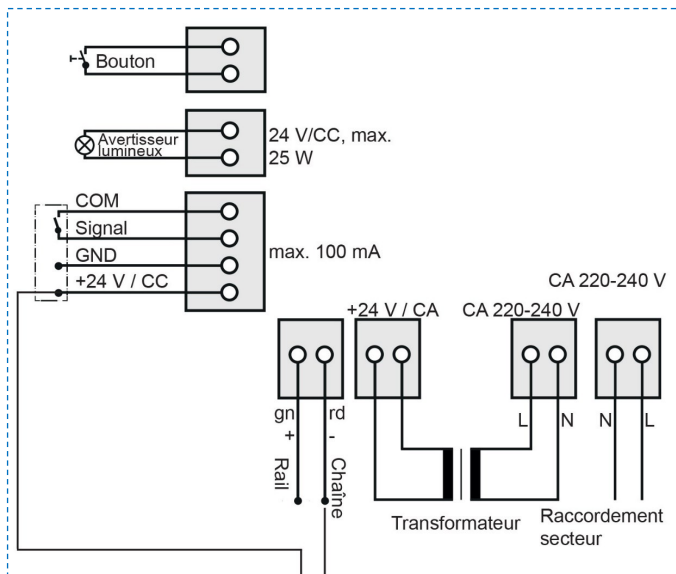 Bouton
Avertisseur
lumineux
24 V/CC, max.
25 W
COM
Signal
GND
+24 V / CC
max. 100 mA
CA 220-240 V
+24 V / CA
CA 220-240 V
gn
rd
L
N
N
L
+
-
Rail
Chaîne
Transformateur
Raccordement
secteur